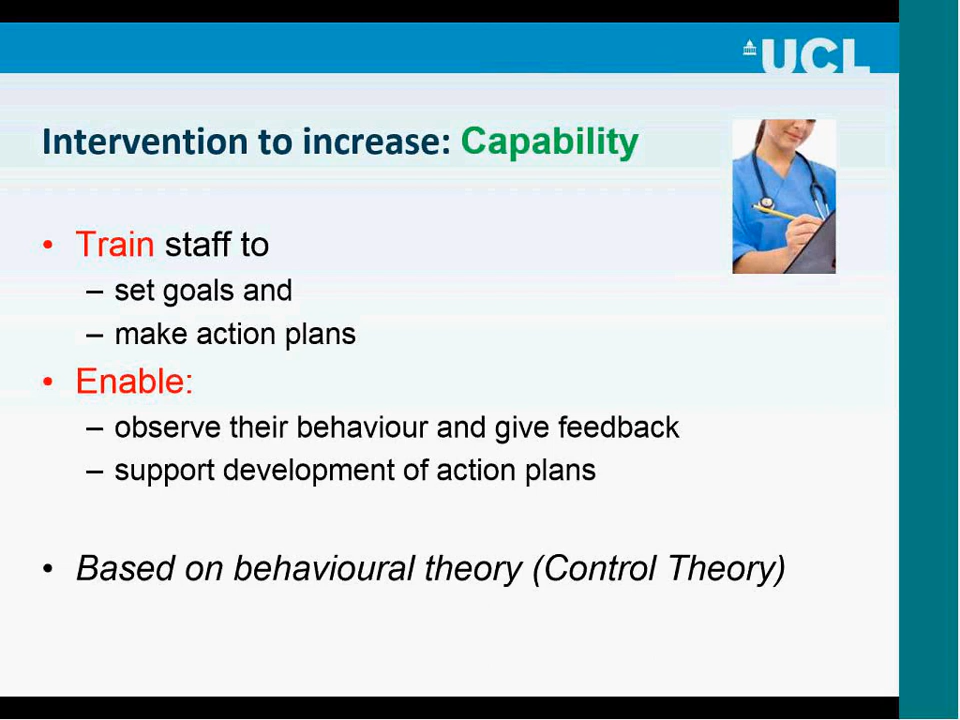 UCL
Intervention to increase: Capability
• Train staff to
– set goals and
– make action plans
• Enable:
– observe their behaviour and give feedback
– support development of action plans
• Based on behavioural theory (Control Theory)